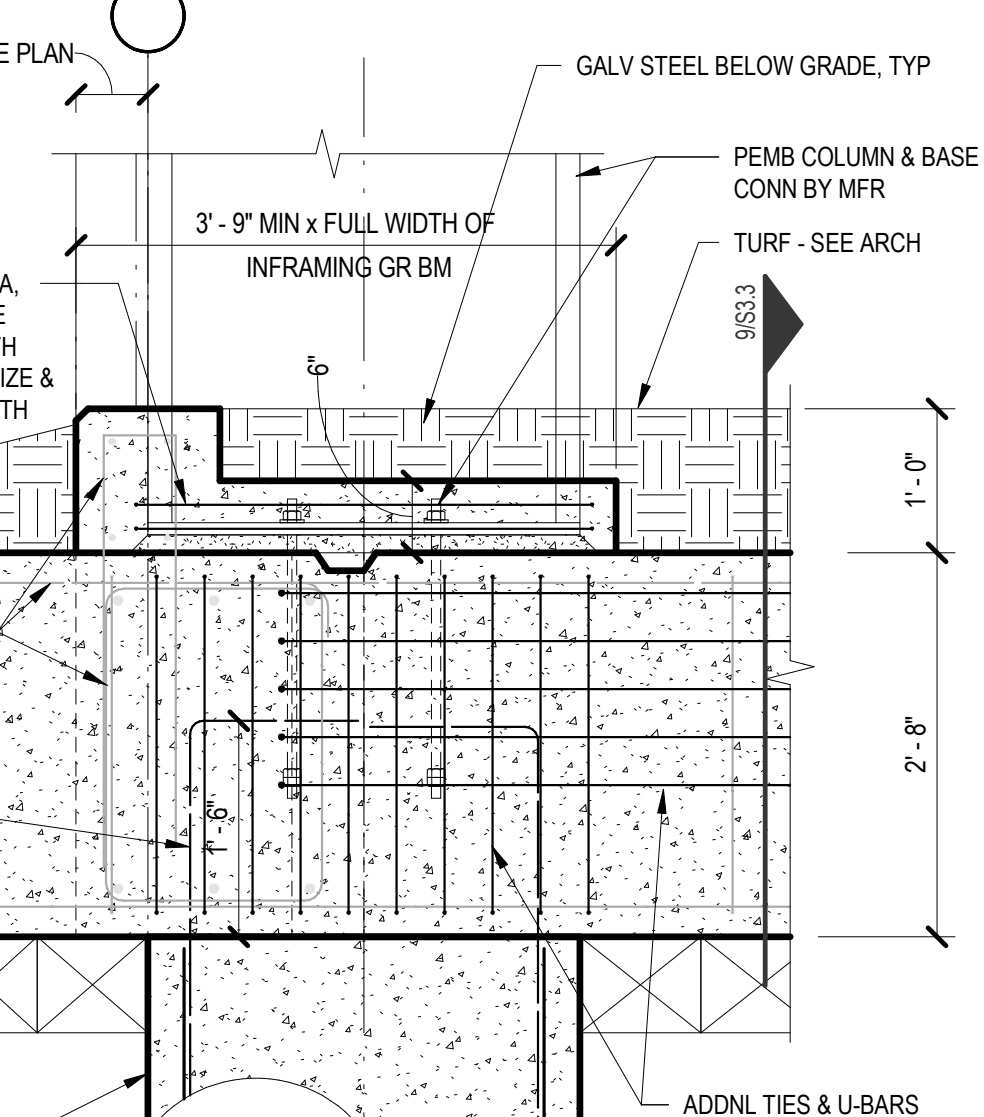 E PLAN
GALV STEEL BELOW GRADE, TYP
PEMB COLUMN & BASE
CONN BY MFR
3' - 9" MIN x FULL WIDTH OF
INFRAMING GR BM
TURF - SEE ARCH
A,
E
TH
IZE &
TH
6"
9/S3.3
1' - 0"
2' - 8"
1' - 6"
ADDNL TIES & U-BARS